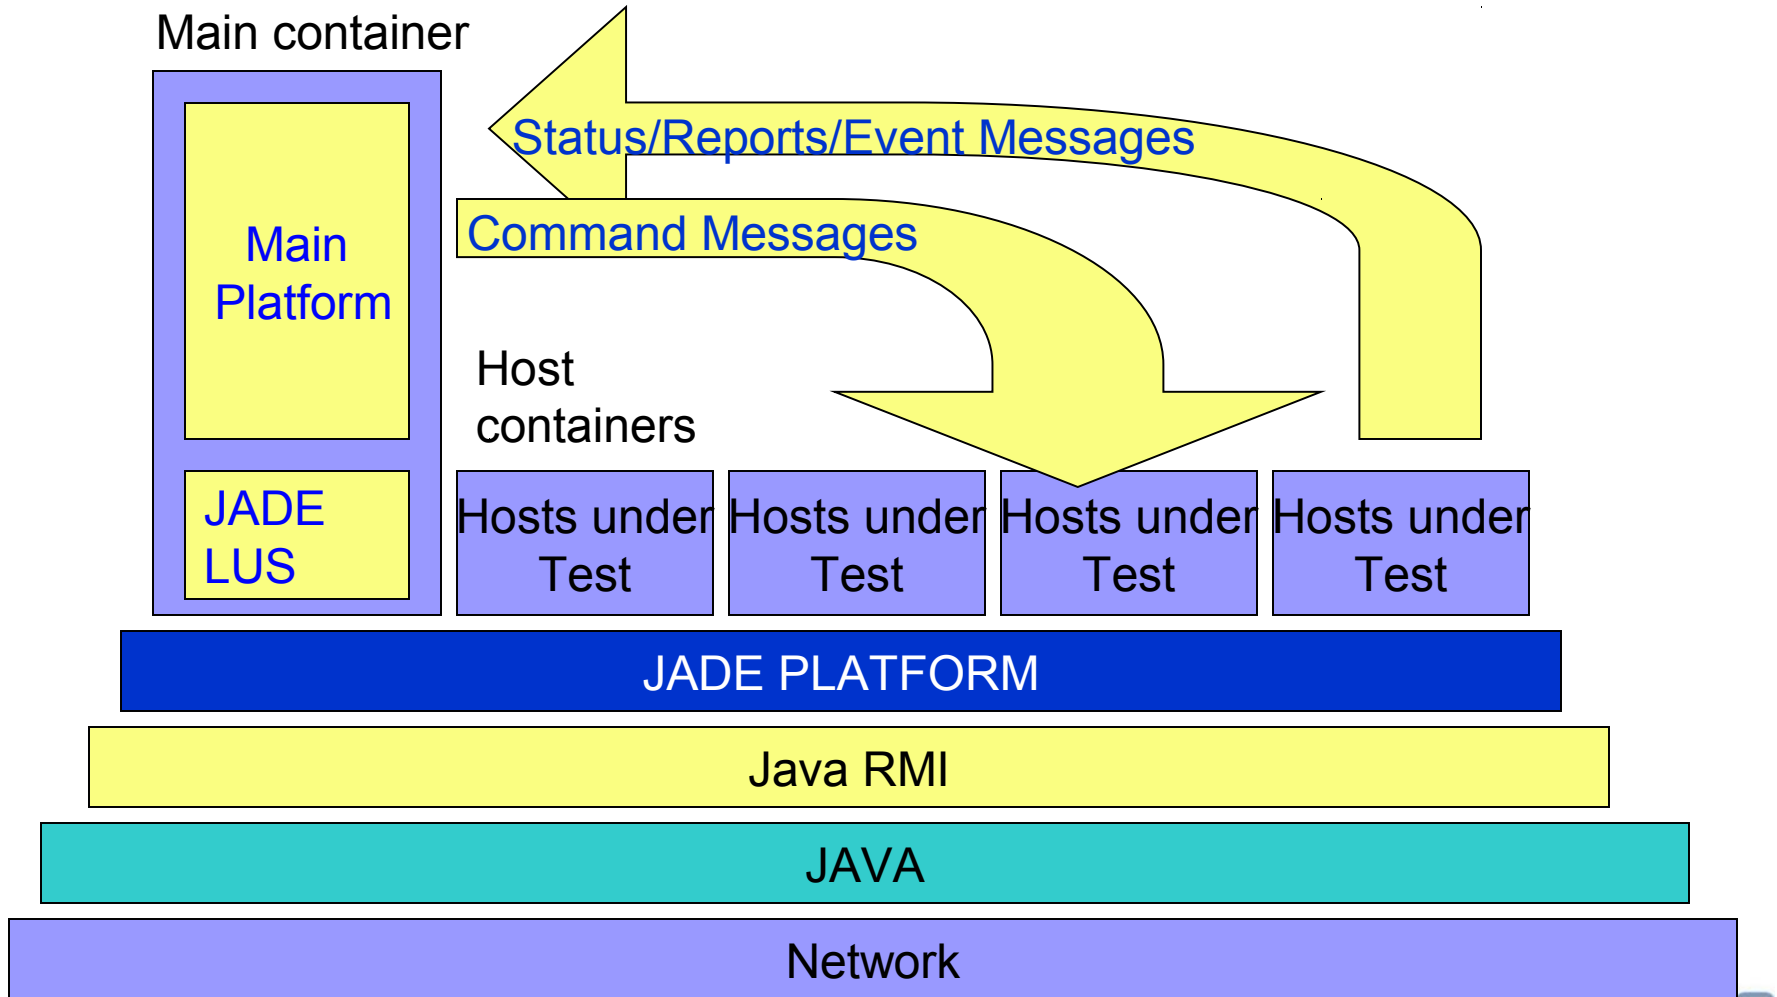 Main container
Status/Reports/Event Messages
Command Messages
Main
Platform
Host
containers
JADE
LUS
Hosts under
Test
Hosts under
Test
Hosts under
Test
Hosts under
Test
JADE PLATFORM
Java RMI
JAVA
Network